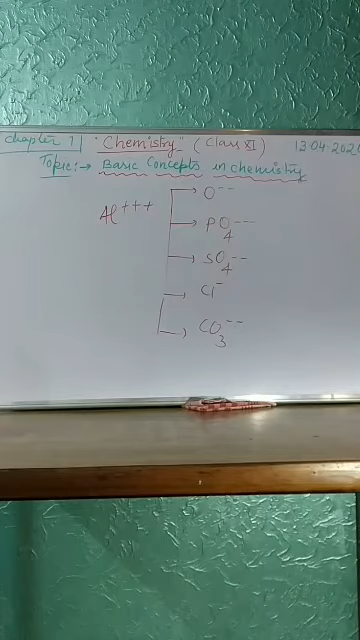 Chapter 1 "Chemistry" (Class XI) 13.04.2020
Topic:→ Basic Concepts in chemistry
O⁻⁻
Al⁺⁺⁺ PO₄⁻⁻⁻
SO₄⁻⁻
Cl⁻
CO₃⁻⁻